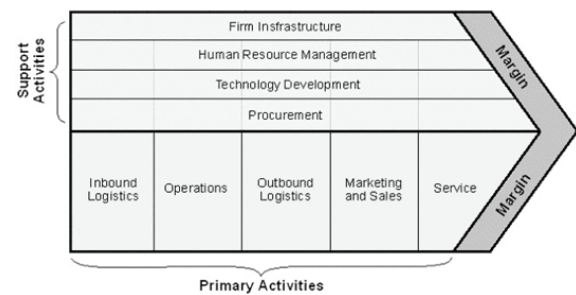 Firm Insfrastructure
Human Resource Management
Technology Development
Procurement
Support
Activities
Margin
Inbound
Logistics
Operations
Outbound
Logistics
Marketing
and Sales
Service
Margin
Primary Activities